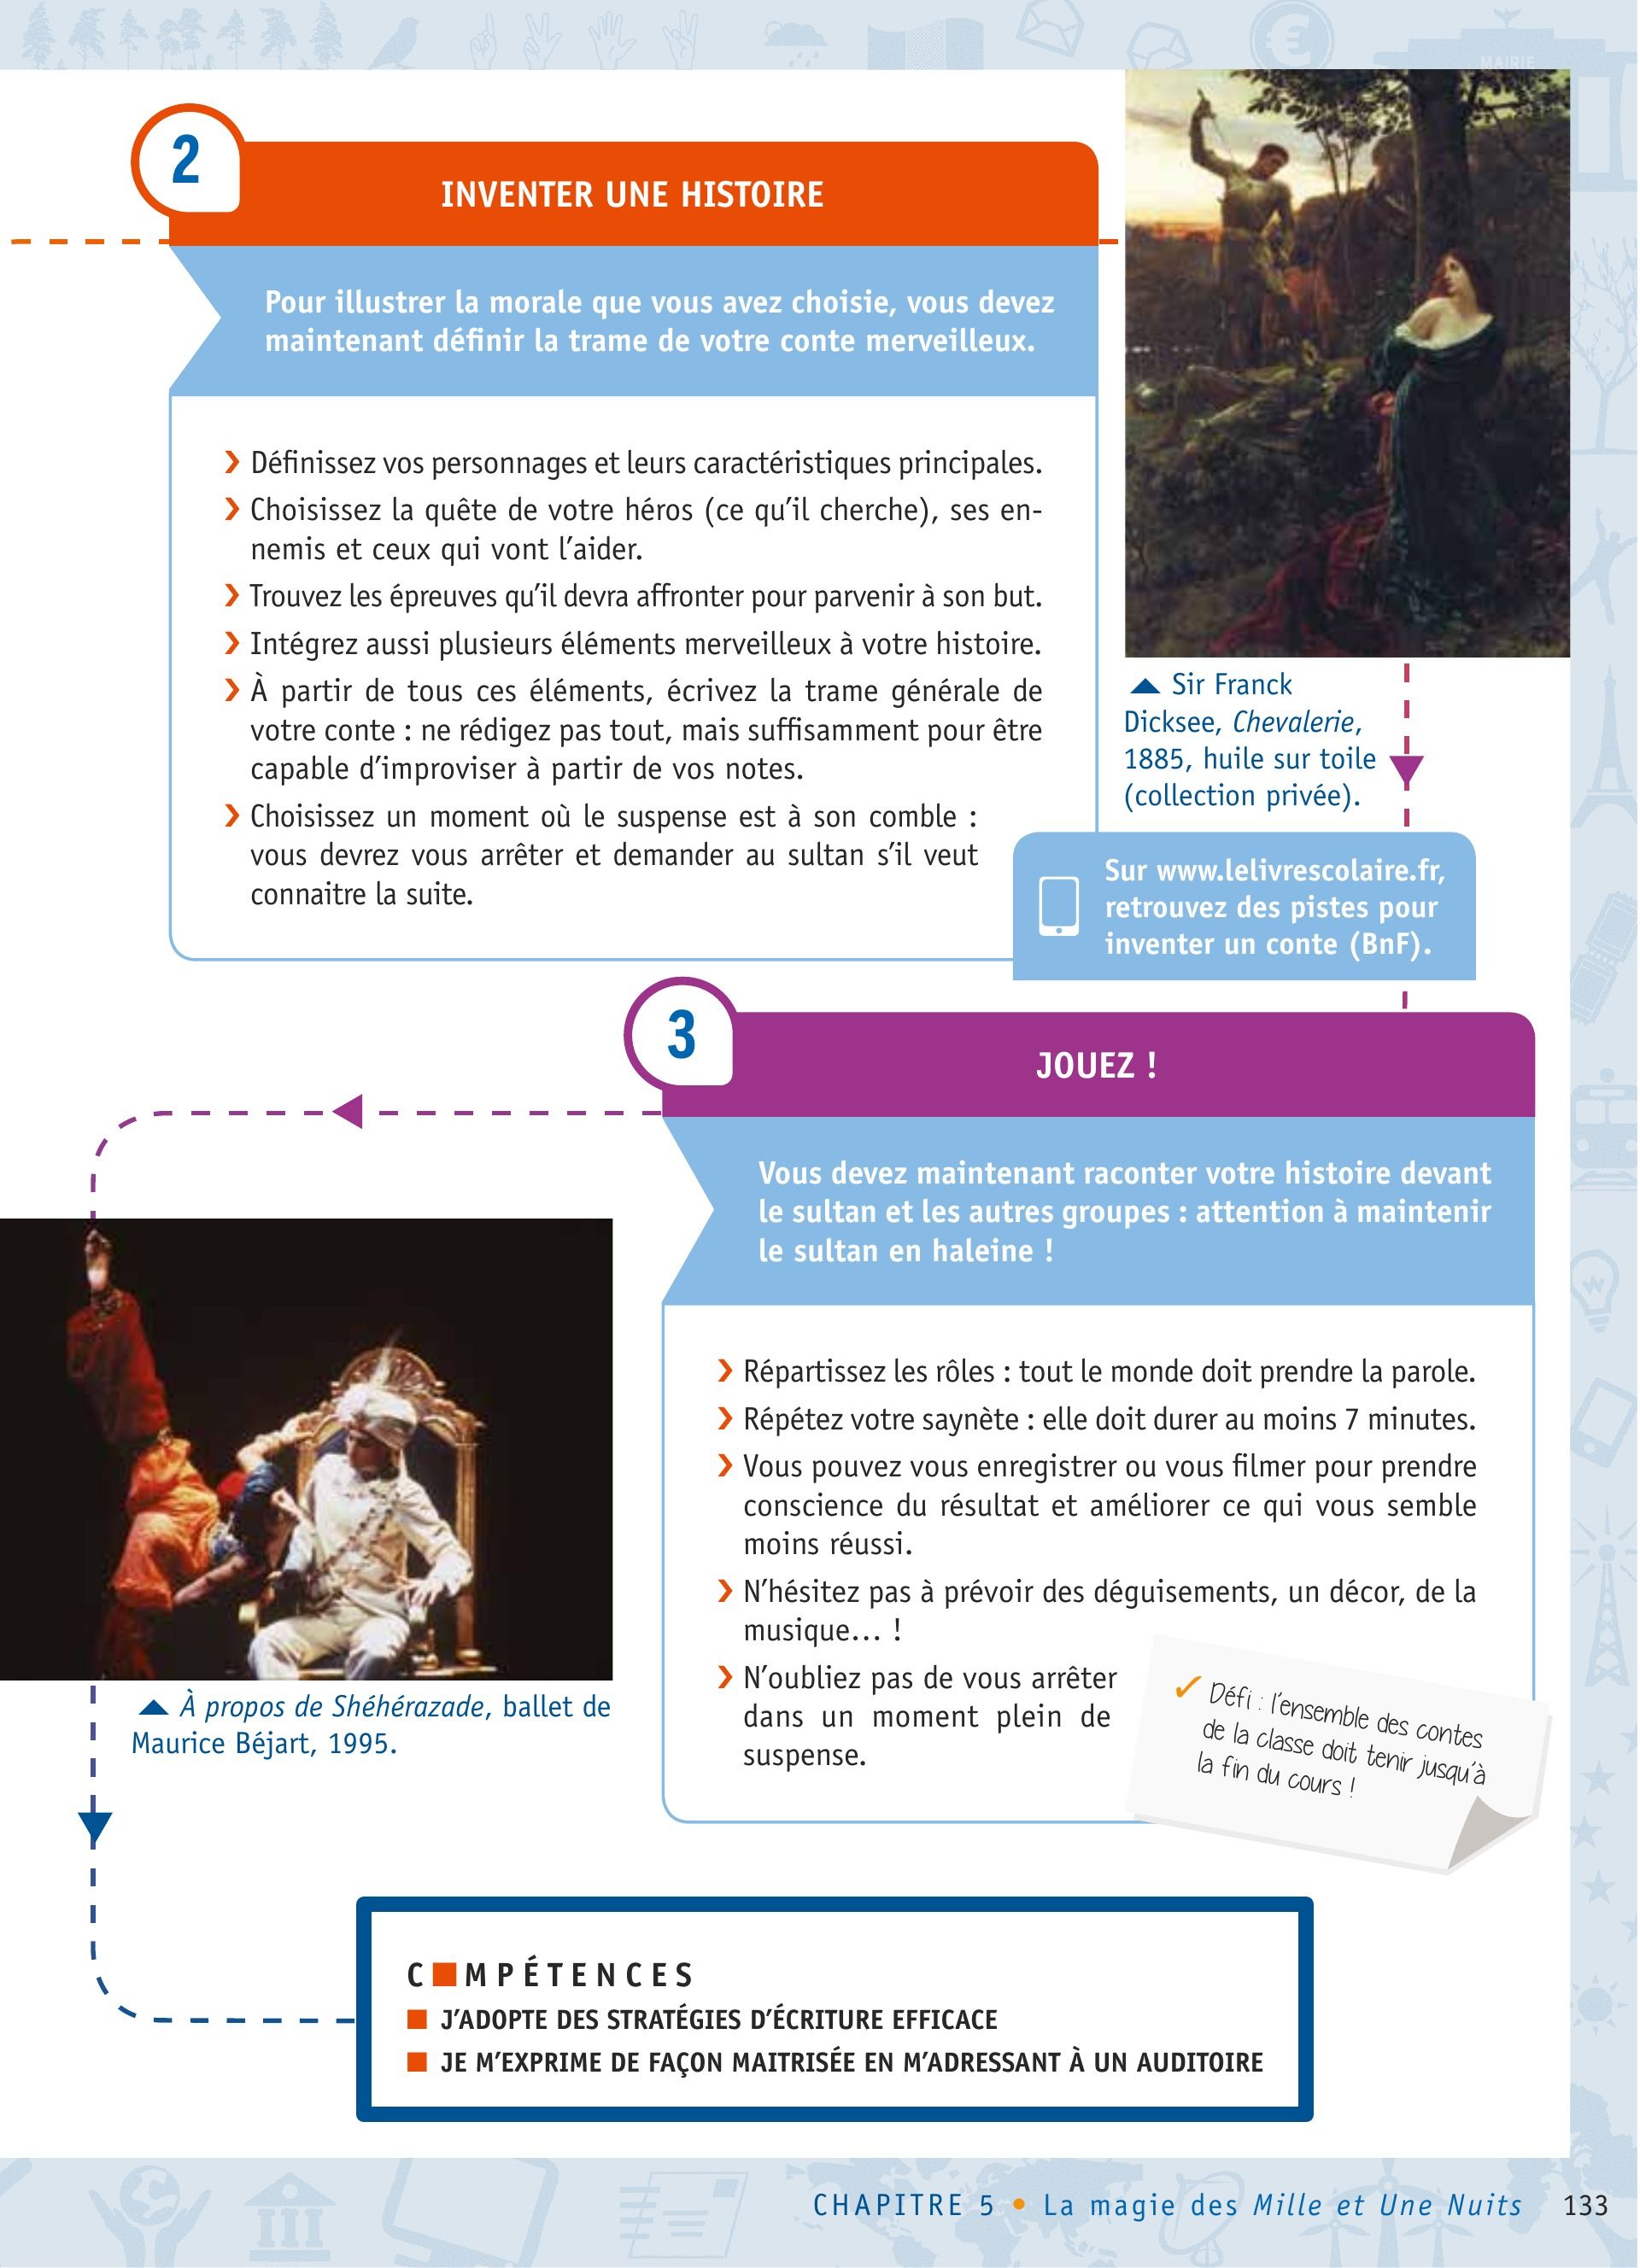 MAIRIE
2
INVENTER UNE HISTOIRE
Pour illustrer la morale que vous avez choisie, vous devez
maintenant définir la trame de votre conte merveilleux.
❯ Définissez vos personnages et leurs caractéristiques principales.
❯ Choisissez la quête de votre héros (ce qu’il cherche), ses en-
nemis et ceux qui vont l’aider.
❯ Trouvez les épreuves qu’il devra affronter pour parvenir à son but.
❯ Intégrez aussi plusieurs éléments merveilleux à votre histoire.
❯ À partir de tous ces éléments, écrivez la trame générale de
votre conte : ne rédigez pas tout, mais suffisamment pour être
capable d’improviser à partir de vos notes.
❯ Choisissez un moment où le suspense est à son comble :
vous devrez vous arrêter et demander au sultan s’il veut
connaitre la suite.
Sir Franck
Dicksee, Chevalerie,
1885, huile sur toile
(collection privée).
Sur www.lelivrescolaire.fr,
retrouvez des pistes pour
inventer un conte (BnF).
3
JOUEZ !
Vous devez maintenant raconter votre histoire devant
le sultan et les autres groupes : attention à maintenir
le sultan en haleine !
❯ Répartissez les rôles : tout le monde doit prendre la parole.
❯ Répétez votre saynète : elle doit durer au moins 7 minutes.
❯ Vous pouvez vous enregistrer ou vous filmer pour prendre
conscience du résultat et améliorer ce qui vous semble
moins réussi.
❯ N’hésitez pas à prévoir des déguisements, un décor, de la
musique… !
❯ N’oubliez pas de vous arrêter
dans un moment plein de
suspense.
✓ Défi : l’ensemble des contes
de la classe doit tenir jusqu’à
la fin du cours !
À propos de Shéhérazade, ballet de
Maurice Béjart, 1995.
C■MPÉTENCES
■ J’ADOPTE DES STRATÉGIES D’ÉCRITURE EFFICACE
■ JE M’EXPRIME DE FAÇON MAITRISÉE EN M’ADRESSANT À UN AUDITOIRE
CHAPITRE 5 • La magie des Mille et Une Nuits 133